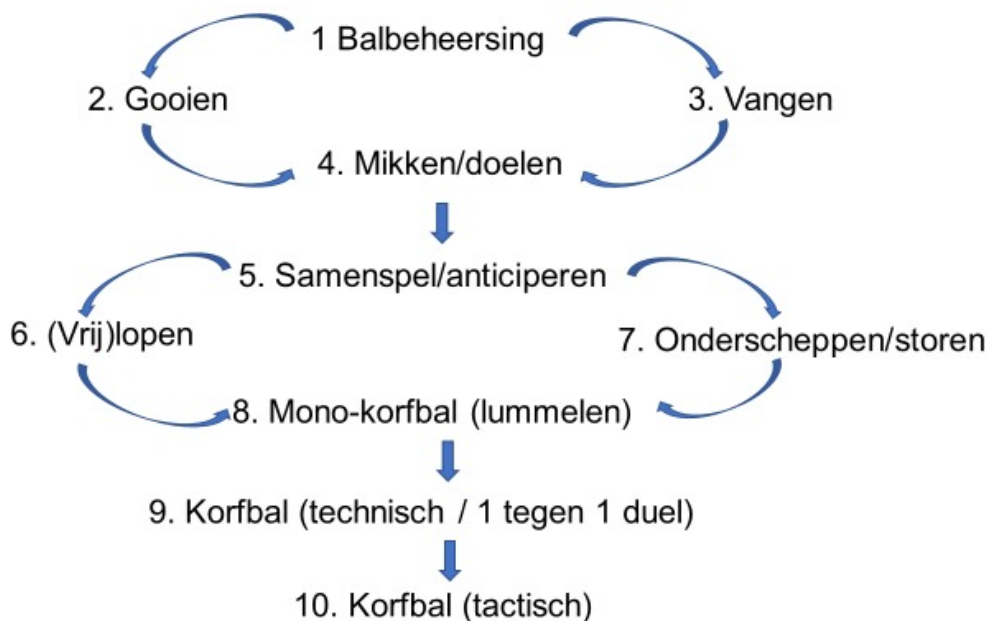 1 Balbeheersing
2. Gooien
3. Vangen
4. Mikken/doelen
5. Samenspel/anticiperen
6. (Vrij)lopen
7. Onderscheppen/storen
8. Mono-korfbal (lummelen)
9. Korfbal (technisch / 1 tegen 1 duel)
10. Korfbal (tactisch)